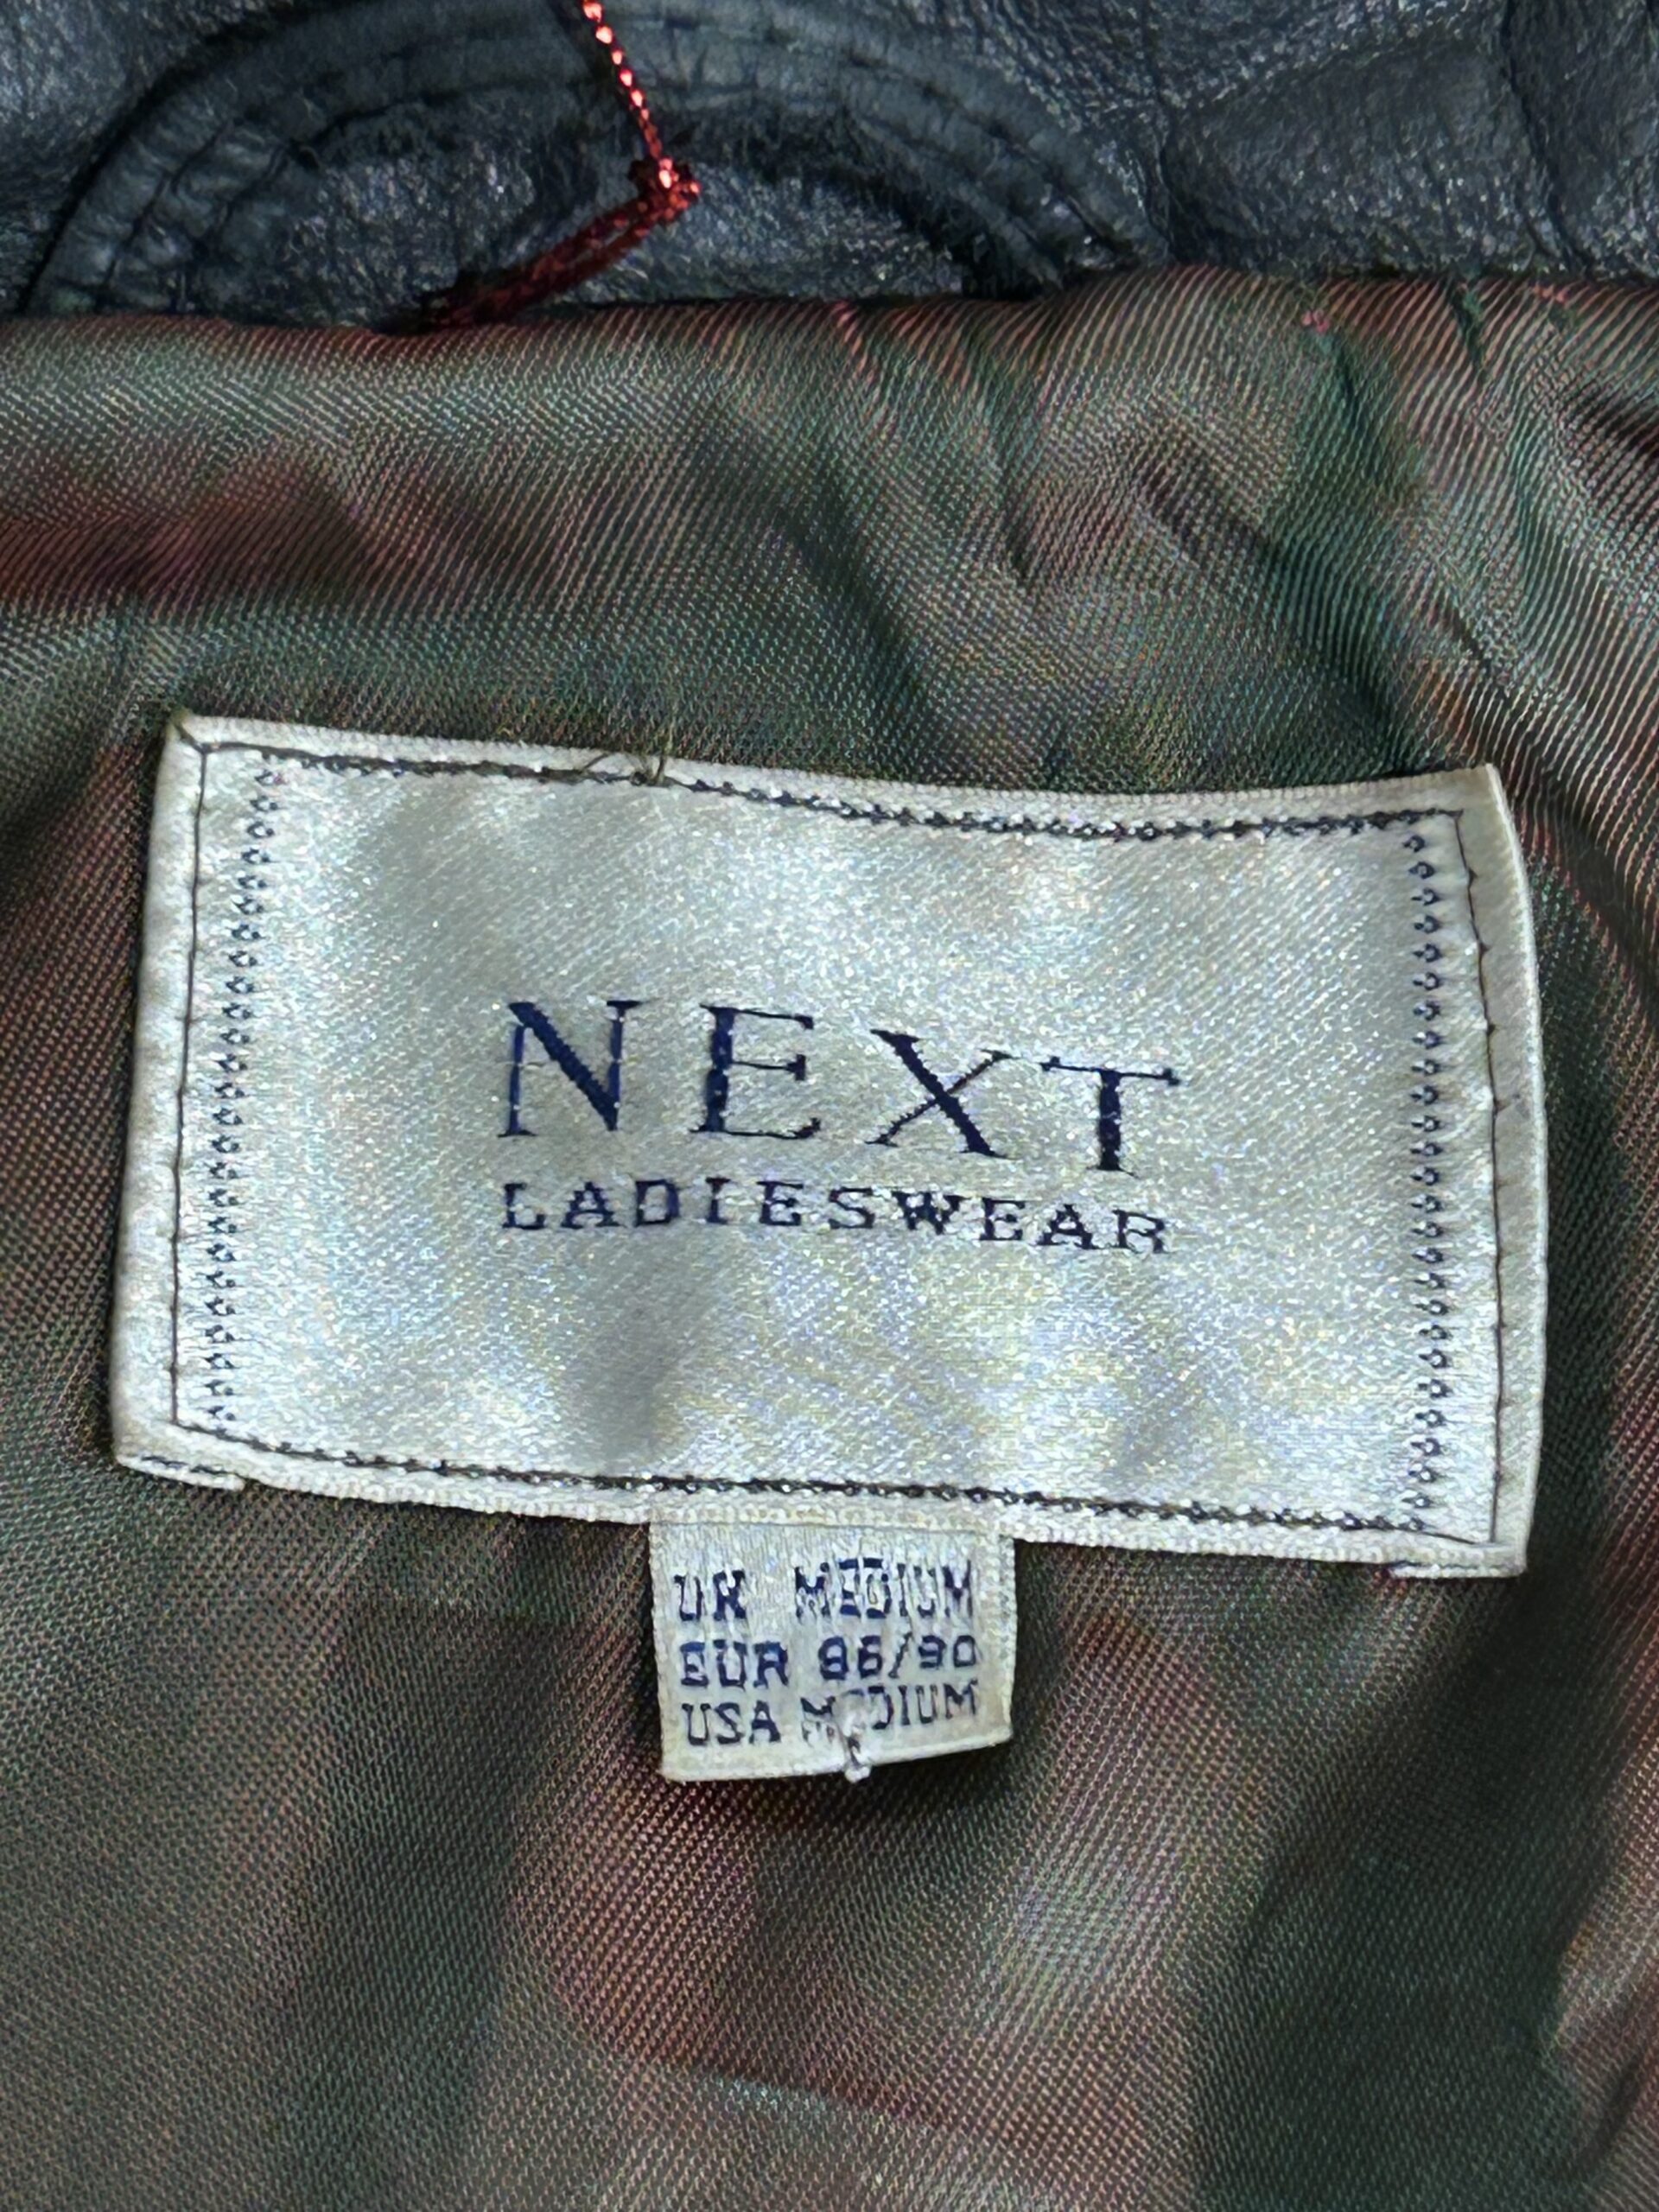 NEXT
LADIESWEAR
UK MEDIUM
EUR 86/90
USA MEDIUM